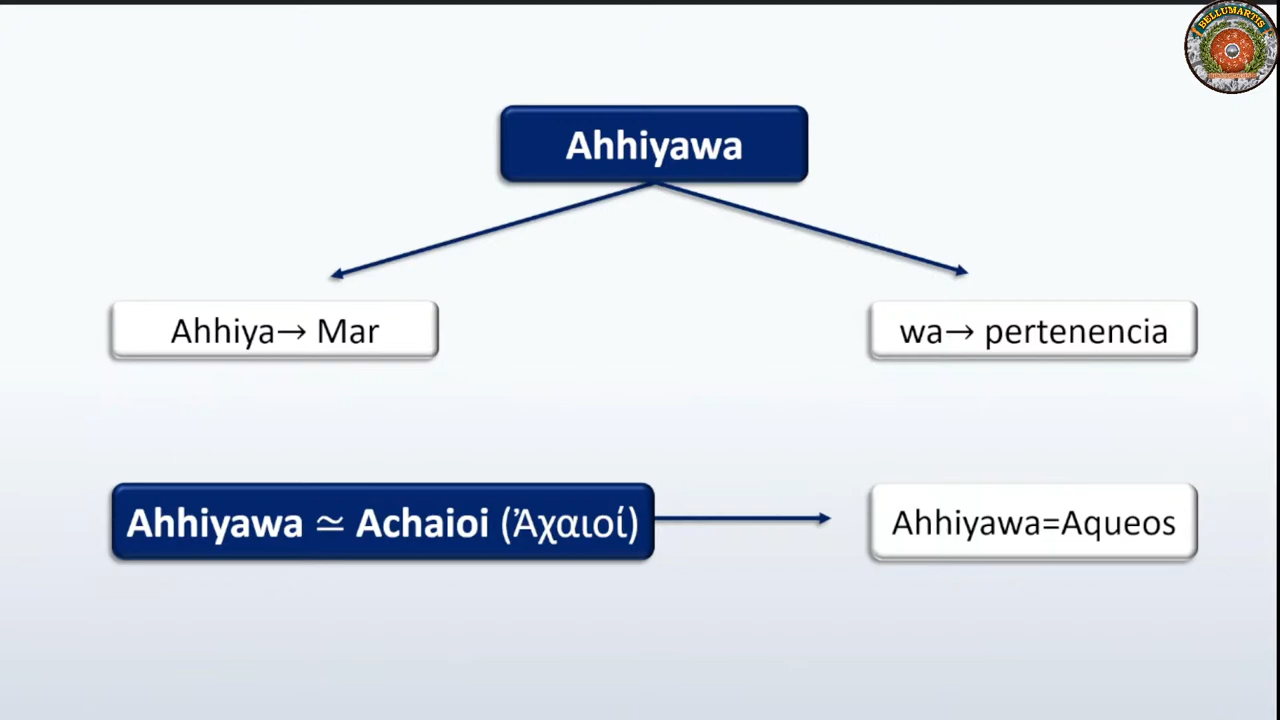 BELLUMARTIS
Ahhiyawa
Ahhiya→ Mar
wa→ pertenencia
Ahhiyawa ≃ Achaioi (Ἀχαιοί)
Ahhiyawa=Aqueos